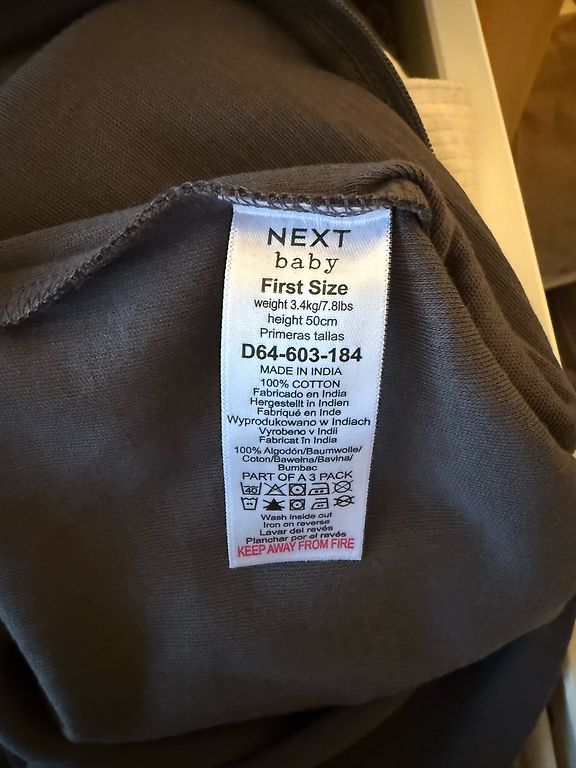 NEXT
baby
First Size
weight 3.4kg/7.8lbs
height 50cm
Primeras tallas
D64-603-184
MADE IN INDIA
100% COTTON
Fabricado en India
Hergestellt in Indien
Fabriqué en Inde
Wyprodukowano w Indiach
Vyrobeno v Indii
Fabricat în India
100% Algodón/Baumwolle/
Coton/Bawełna/Bavlna/
Bumbac
PART OF A 3 PACK
40
Wash inside out
Iron on reverse
Lavar del revés
Planchar por el revés
KEEP AWAY FROM FIRE